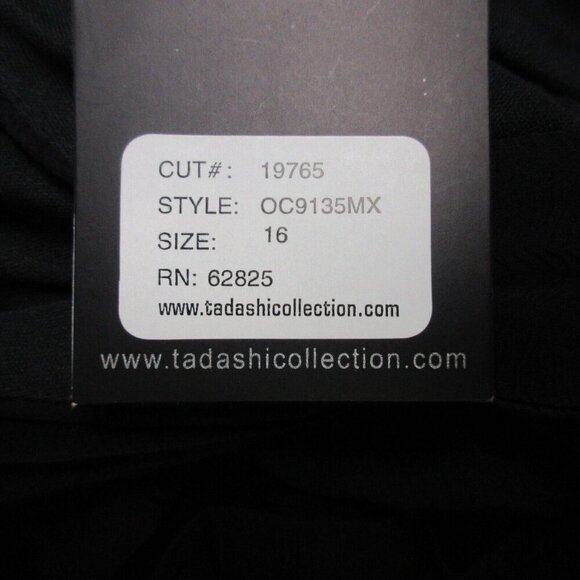 CUT#: 19765
STYLE: OC9135MX
SIZE: 16
RN: 62825
www.tadashicollection.com
www.tadashicollection.com